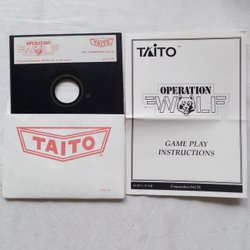 TAITO
OPERATION
WOLF
TAITO
TAITO
OPERATION
WOLF
GAME PLAY
INSTRUCTIONS
Commodore 64/128